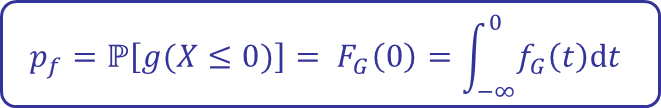 p_f = ℙ[g(X ≤ 0)] = F_G(0) = ∫_{-∞}^{0} f_G(t)dt